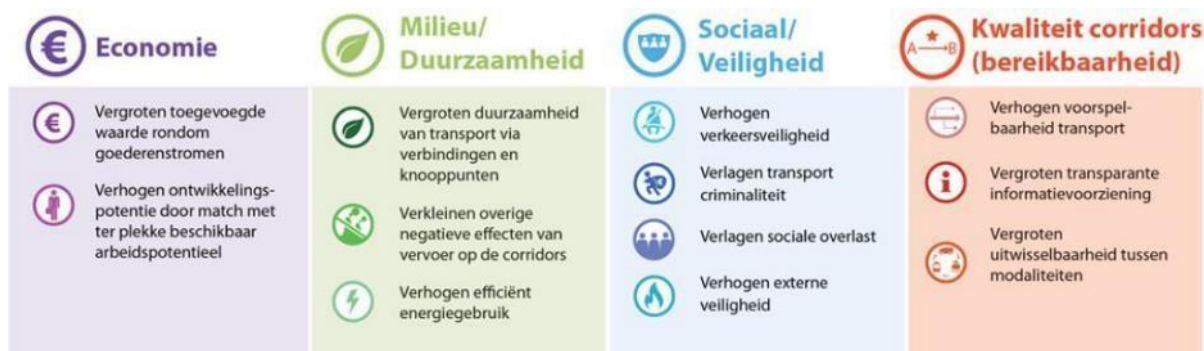 € Economie
€ Vergroten toegevoegde
waarde rondom
goederenstromen
Verhogen ontwikkelings-
potentie door match met
ter plekke beschikbaar
arbeidspotentieel
Milieu/
Duurzaamheid
Vergroten duurzaamheid
van transport via
verbindingen en
knooppunten
Verkleinen overige
negatieve effecten van
vervoer op de corridors
Verhogen efficiënt
energiegebruik
Sociaal/
Veiligheid
Verhogen
verkeersveiligheid
Verlagen transport
criminaliteit
Verlagen sociale overlast
Verhogen externe
veiligheid
A B Kwaliteit corridors
(bereikbaarheid)
Verhogen voorspel-
baarheid transport
i Vergroten transparante
informatievoorziening
Vergroten
uitwisselbaarheid tussen
modaliteiten